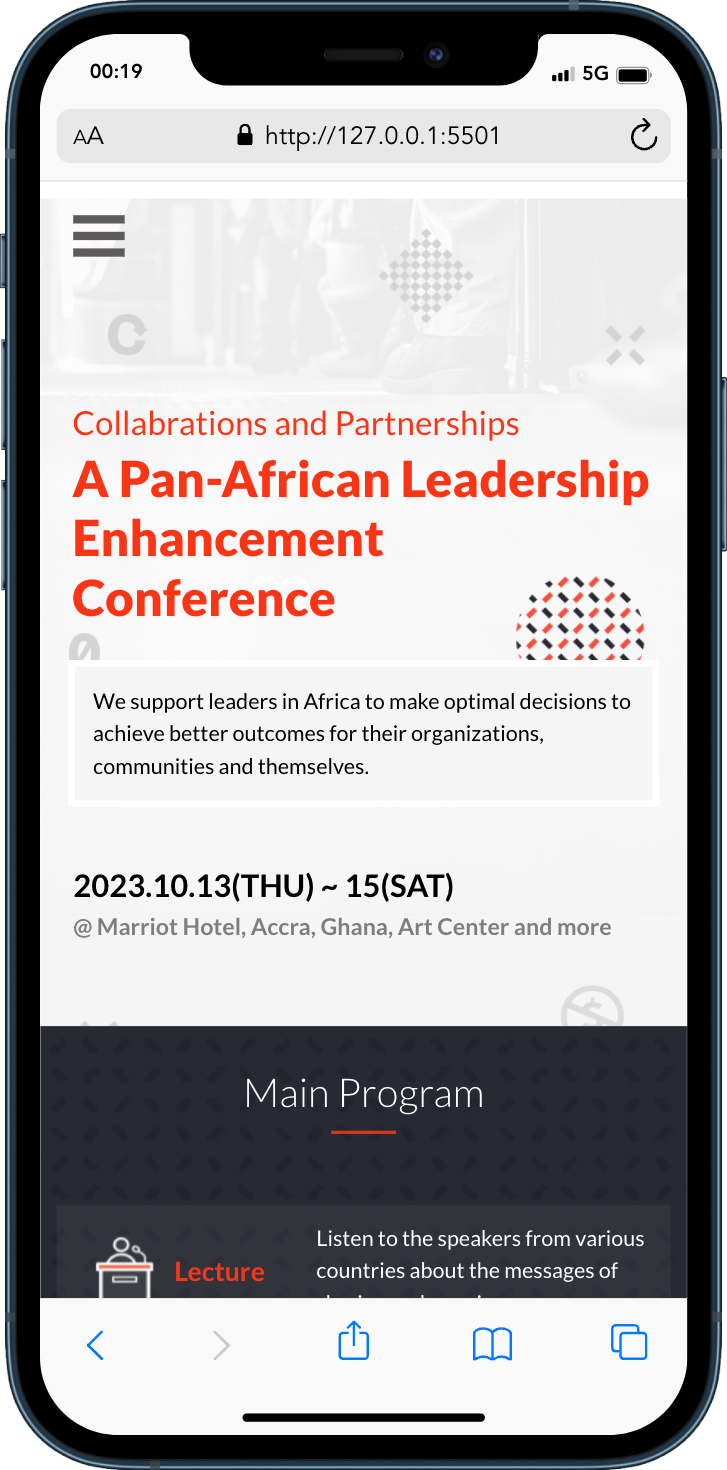 00:19
5G
AA
http://127.0.0.1:5501
C
Collabrations and Partnerships
A Pan-African Leadership
Enhancement
Conference
0
We support leaders in Africa to make optimal decisions to
achieve better outcomes for their organizations,
communities and themselves.
2023.10.13(THU) ~ 15(SAT)
@ Marriot Hotel, Accra, Ghana, Art Center and more
$
Main Program
Lecture
Listen to the speakers from various
countries about the messages of